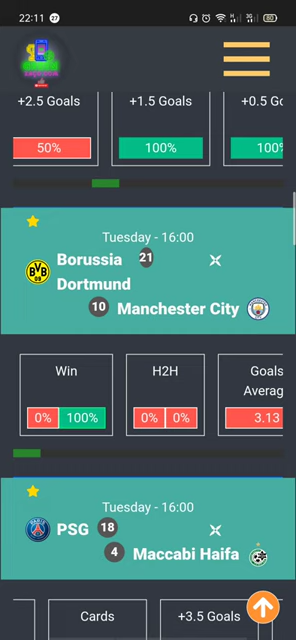 22:11 27
80
+2.5 Goals +1.5 Goals +0.5 Go
50% 100% 100%
Tuesday - 16:00
Borussia 21
Dortmund
10 Manchester City
Win H2H Goals
Averag
0% 100% 0% 0% 3.13
Tuesday - 16:00
PSG 18
4 Maccabi Haifa
Cards +3.5 Goals